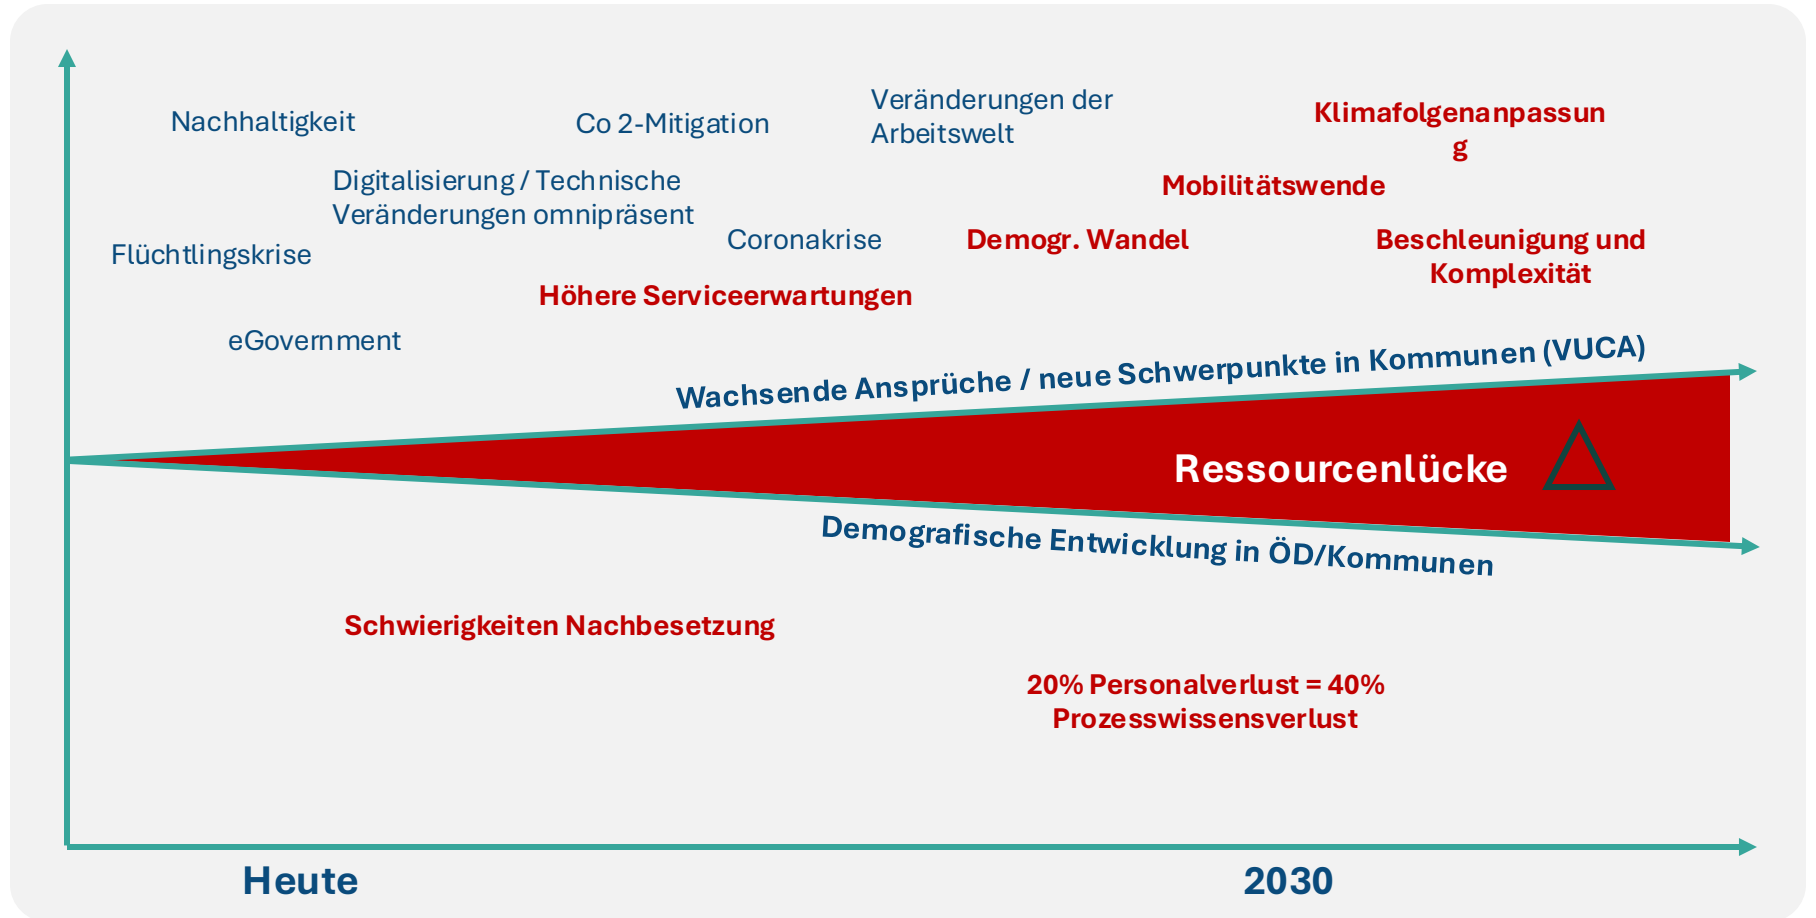 Nachhaltigkeit
Co 2-Mitigation
Veränderungen der
Arbeitswelt
Klimafolgenanpassun
g
Digitalisierung / Technische
Veränderungen omnipräsent
Mobilitätswende
Flüchtlingskrise
Coronakrise
Demogr. Wandel
Beschleunigung und
Komplexität
Höhere Serviceerwartungen
eGovernment
Wachsende Ansprüche / neue Schwerpunkte in Kommunen (VUCA)
Ressourcenlücke
Demografische Entwicklung in ÖD/Kommunen
Schwierigkeiten Nachbesetzung
20% Personalverlust = 40%
Prozesswissensverlust
Heute
2030